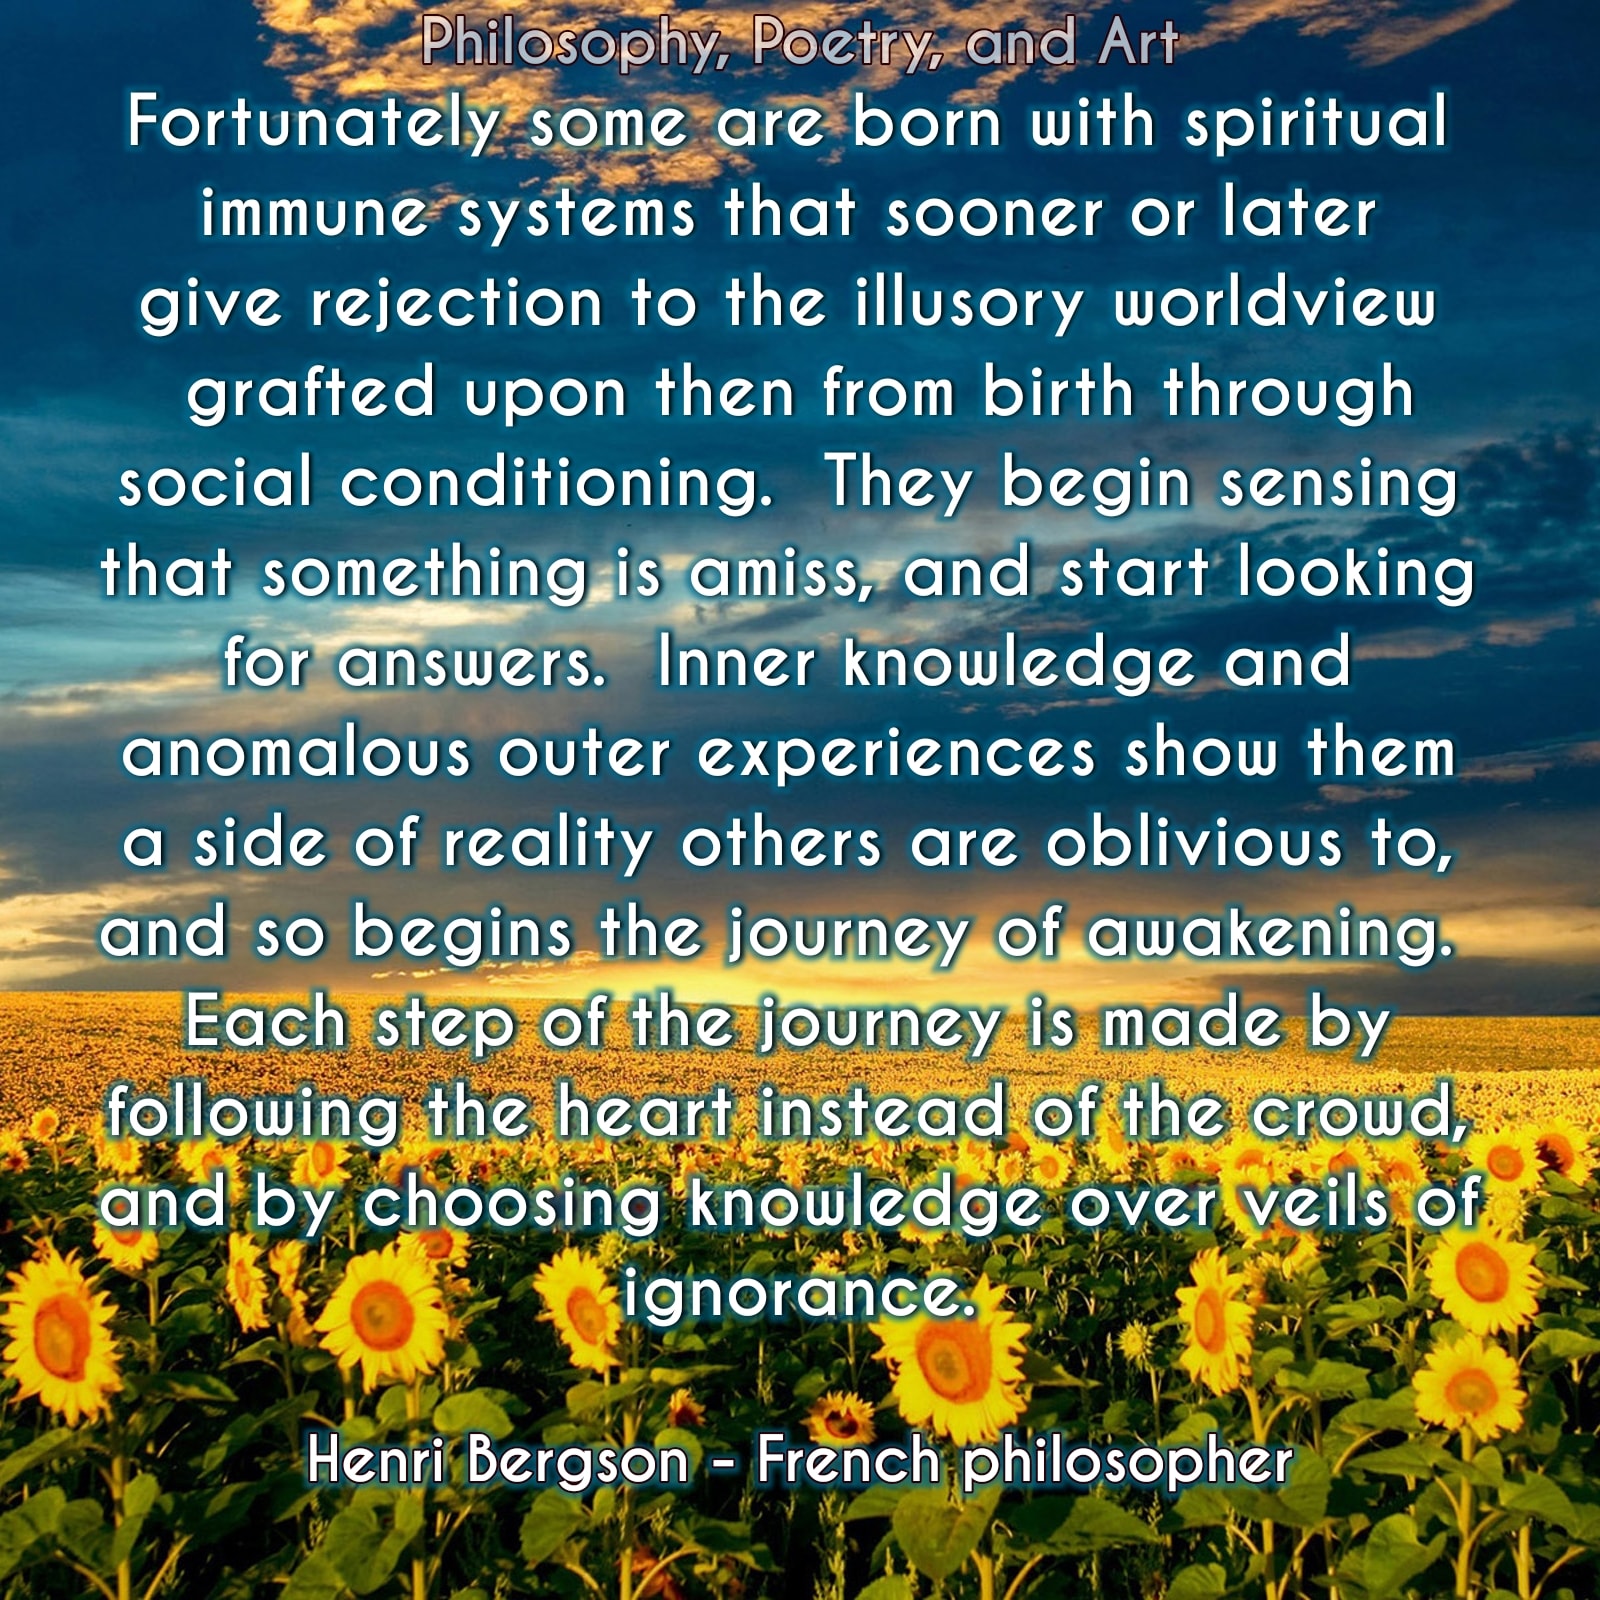 Philosophy, Poetry, and Art
Fortunately some are born with spiritual
immune systems that sooner or later
give rejection to the illusory worldview
grafted upon then from birth through
social conditioning. They begin sensing
that something is amiss, and start looking
for answers. Inner knowledge and
anomalous outer experiences show them
a side of reality others are oblivious to,
and so begins the journey of awakening.
Each step of the journey is made by
following the heart instead of the crowd,
and by choosing knowledge over veils of
ignorance.
Henri Bergson - French philosopher